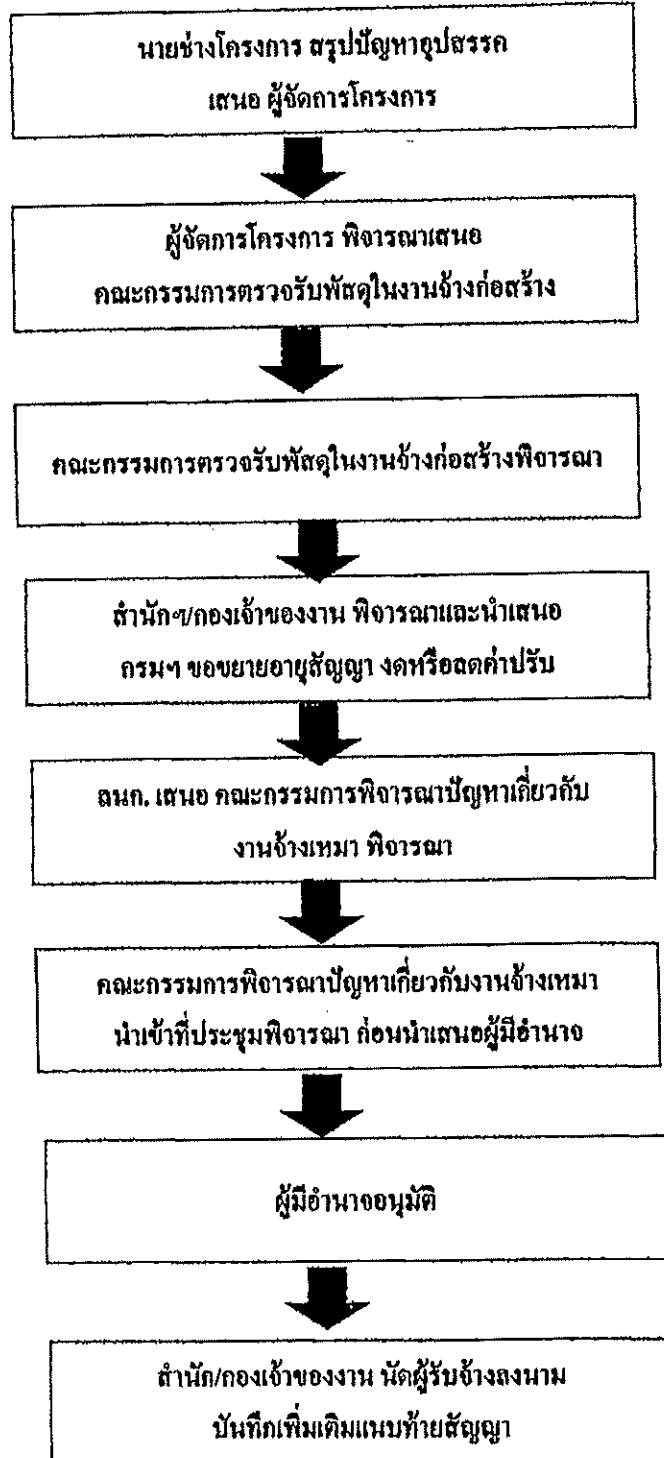 นายช่างโครงการ สรุปปัญหาอุปสรรค
เสนอ ผู้จัดการโครงการ
ผู้จัดการโครงการ พิจารณาเสนอ
คณะกรรมการตรวจรับพัสดุในงานจ้างก่อสร้าง
คณะกรรมการตรวจรับพัสดุในงานจ้างก่อสร้างพิจารณา
สำนักฯ/กองเจ้าของงาน พิจารณาและนำเสนอ
กรมฯ ขอขยายอายุสัญญา งดหรือลดค่าปรับ
ลนก. เสนอ คณะกรรมการพิจารณาปัญหาเกี่ยวกับ
งานจ้างเหมา พิจารณา
คณะกรรมการพิจารณาปัญหาเกี่ยวกับงานจ้างเหมา
นำเข้าที่ประชุมพิจารณา ก่อนนำเสนอผู้มีอำนาจ
ผู้มีอำนาจอนุมัติ
สำนัก/กองเจ้าของงาน นัดผู้รับจ้างลงนาม
บันทึกเพิ่มเติมแนบท้ายสัญญา